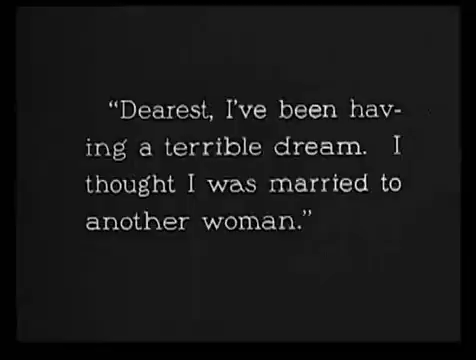 “Dearest, I’ve been hav-
ing a terrible dream. I
thought I was married to
another woman.”